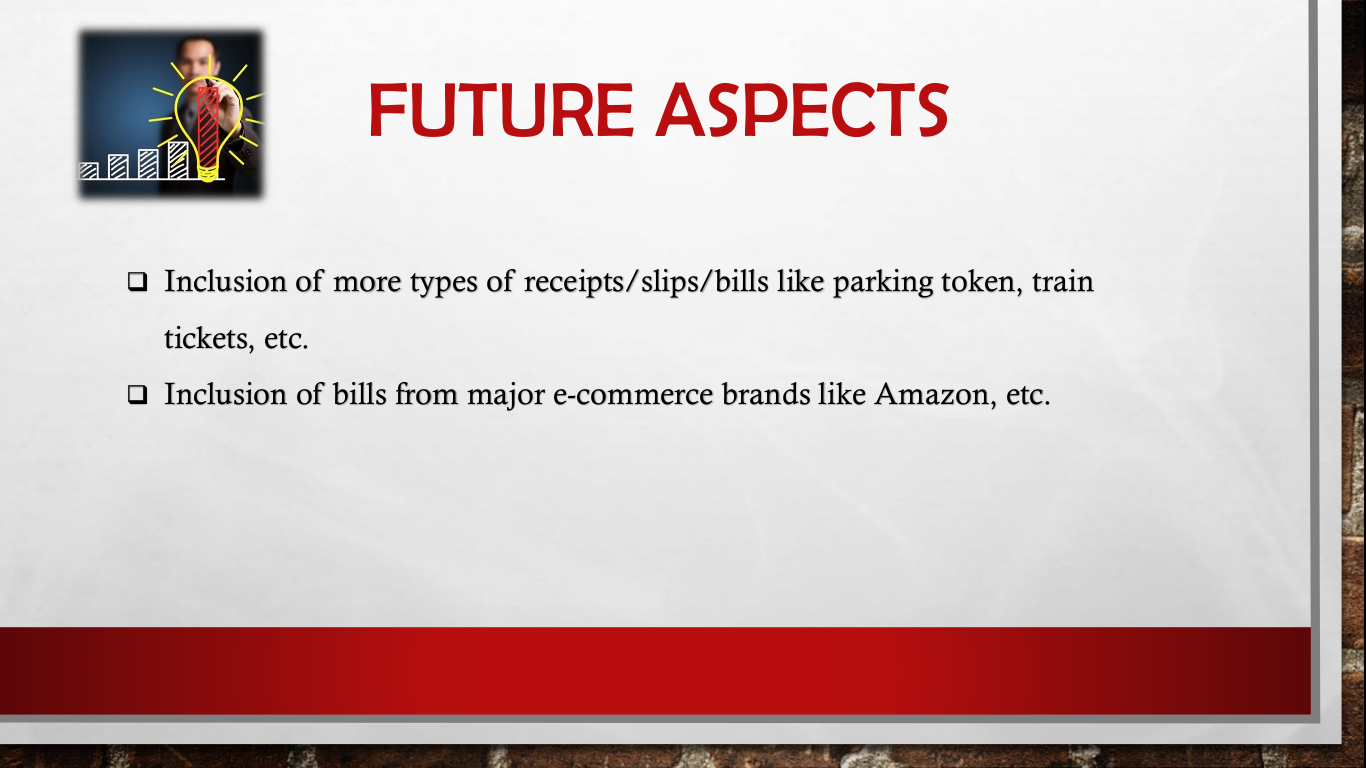 FUTURE ASPECTS
Inclusion of more types of receipts/slips/bills like parking token, train
tickets, etc.
Inclusion of bills from major e-commerce brands like Amazon, etc.